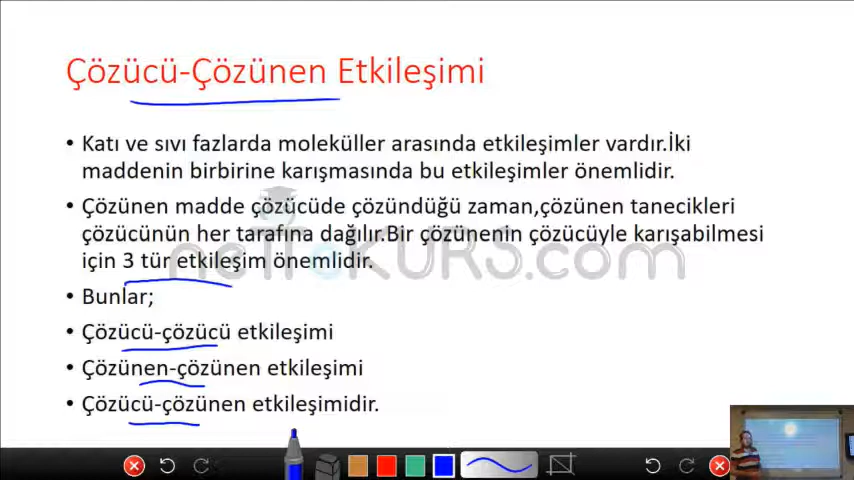 Çözücü-Çözünen Etkileşimi
• Katı ve sıvı fazlarda moleküller arasında etkileşimler vardır.İki
maddenin birbirine karışmasında bu etkileşimler önemlidir.
• Çözünen madde çözücüde çözündüğü zaman,çözünen tanecikleri
çözücünün her tarafına dağılır.Bir çözünenin çözücüyle karışabilmesi
için 3 tür etkileşim önemlidir.
netteKURS.com
• Bunlar;
• Çözücü-çözücü etkileşimi
• Çözünen-çözünen etkileşimi
• Çözücü-çözünen etkileşimidir.